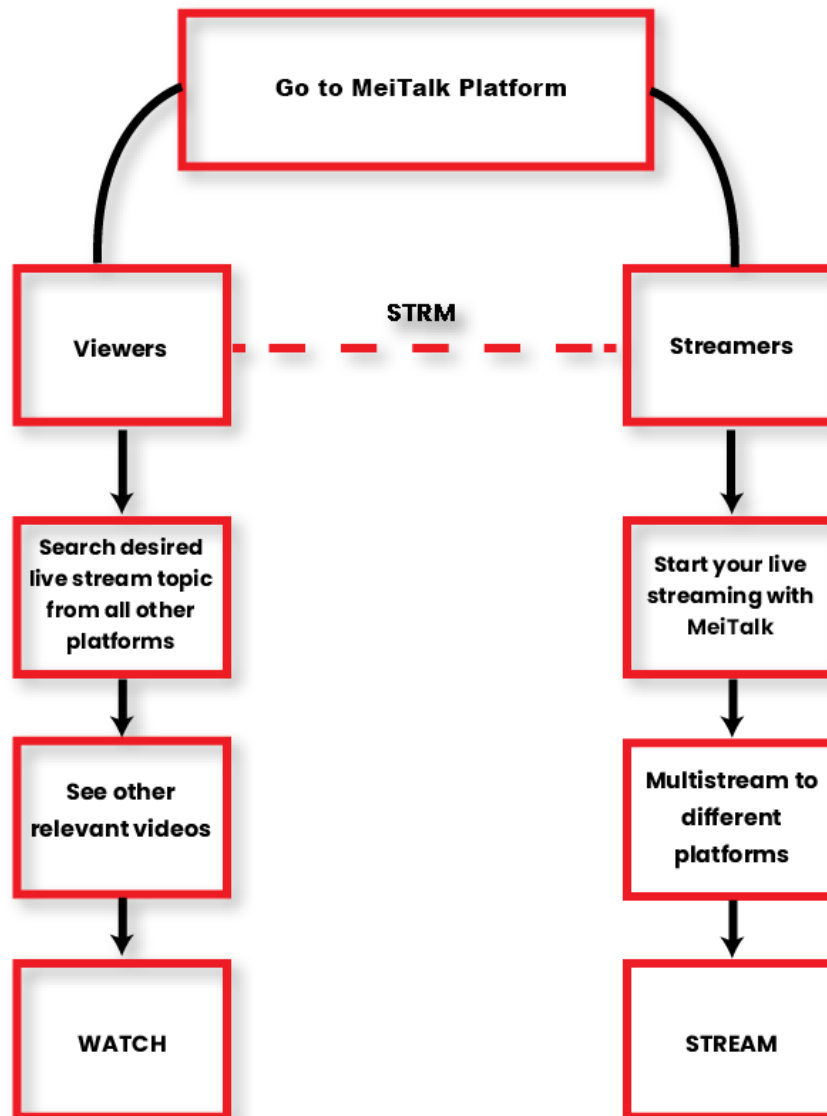 Go to MeiTalk Platform
STRM
Viewers
Streamers
Search desired
live stream topic
from all other
platforms
Start your live
streaming with
MeiTalk
See other
relevant videos
Multistream to
different
platforms
WATCH
STREAM